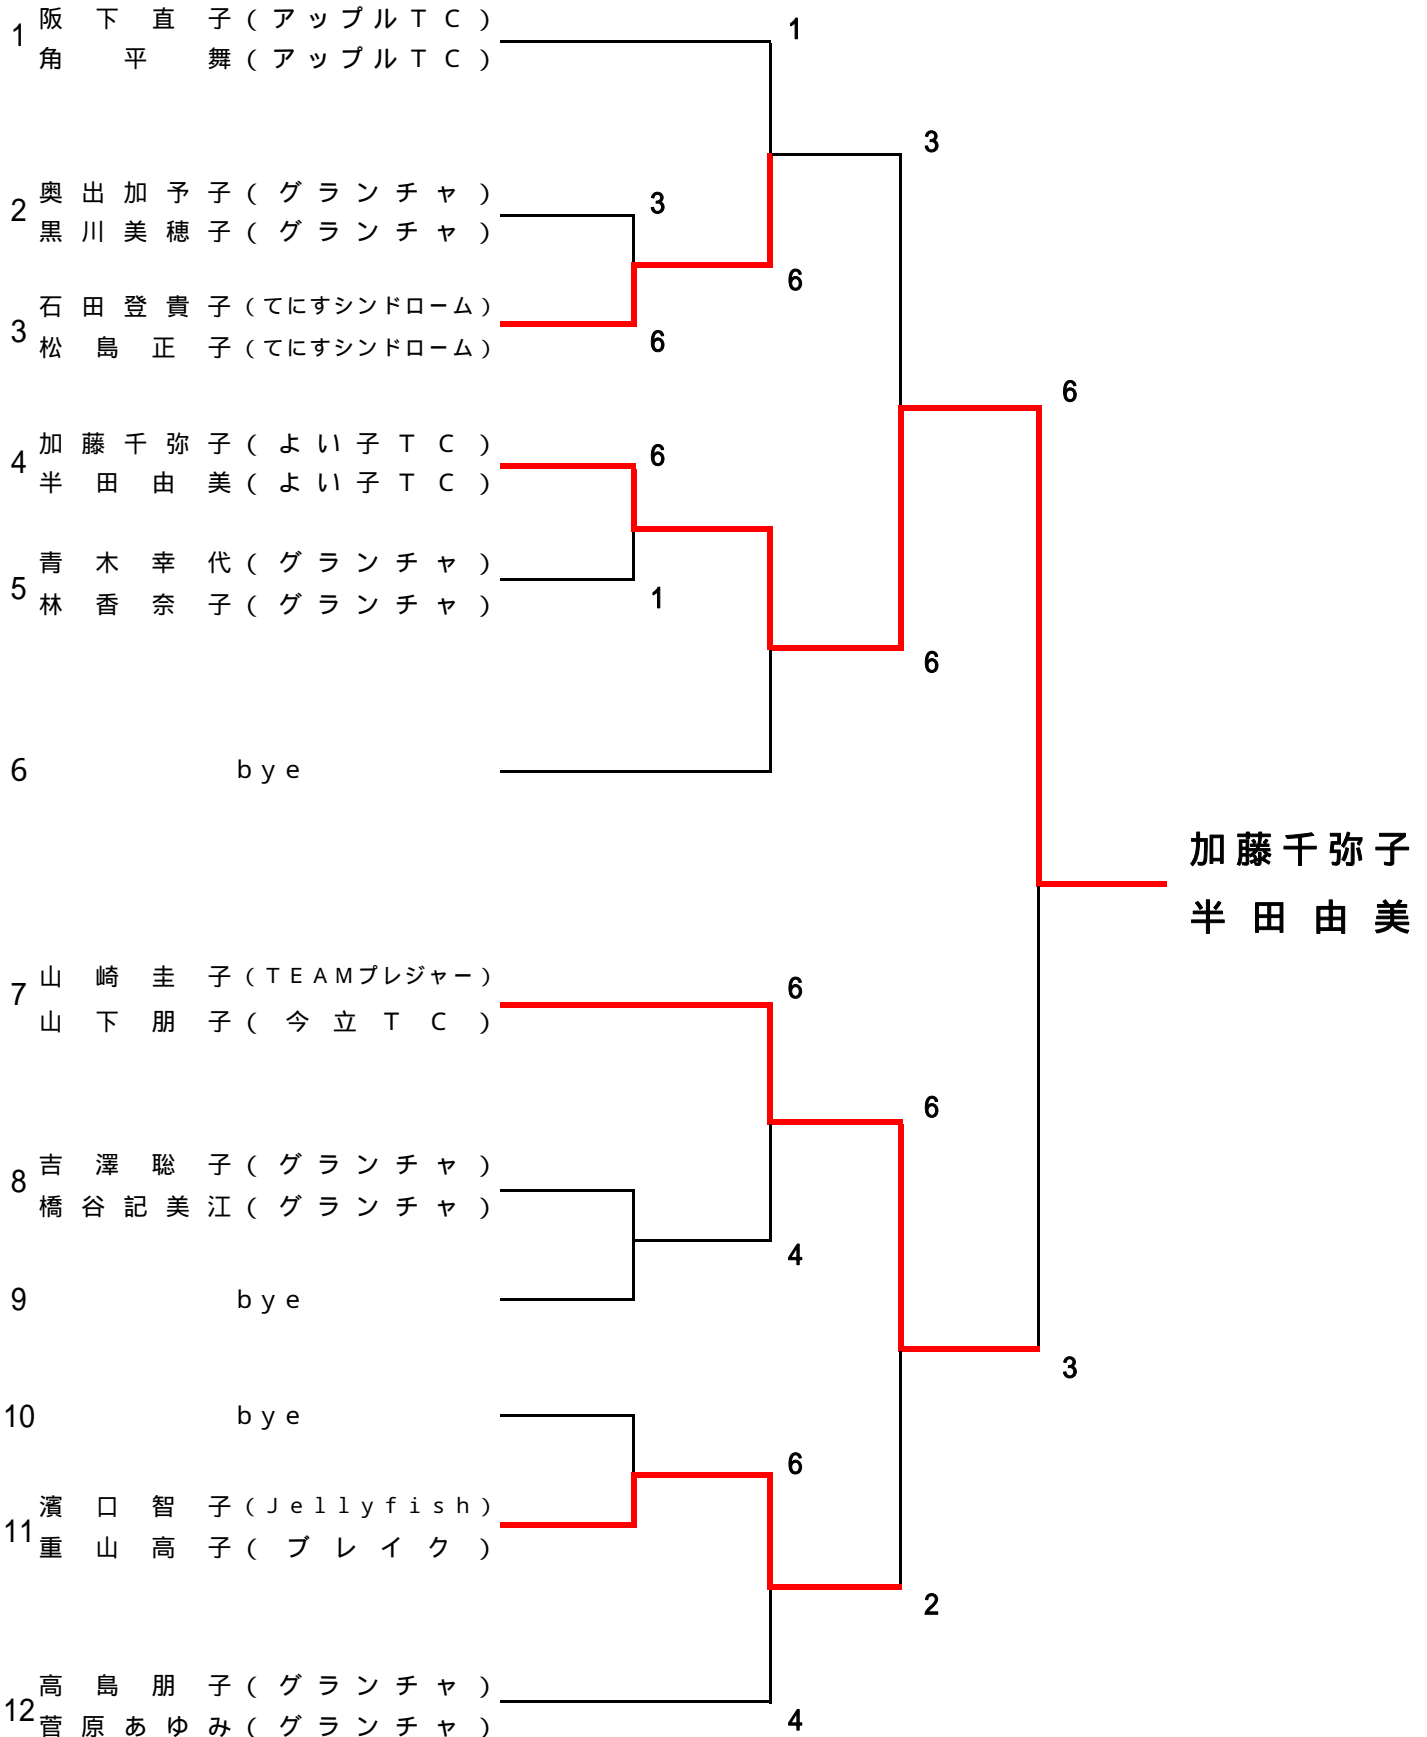 1 阪下直子(アップルTC)
角平舞(アップルTC)
1
3
2 奥出加予子(グランチャ)
黒川美穂子(グランチャ)
3
6
3 石田登貴子(てにすシンドローム)
松島正子(てにすシンドローム)
6
6
4 加藤千弥子(よい子TC)
半田由美(よい子TC)
6
5 青木幸代(グランチャ)
林香奈子(グランチャ)
1
6
6 bye
加藤千弥子
半田由美
7 山崎圭子(TEAMプレジャー)
山下朋子(今立TC)
6
6
8 吉澤聡子(グランチャ)
橋谷記美江(グランチャ)
4
9 bye
3
10 bye
6
11 濱口智子(Jellyfish)
重山高子(ブレイク)
2
12 高島朋子(グランチャ)
菅原あゆみ(グランチャ)
4